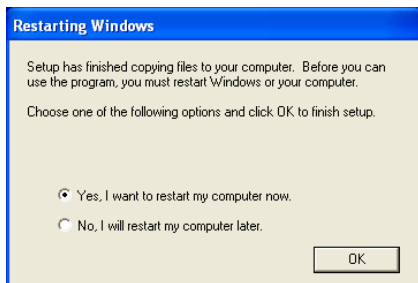 Restarting Windows
Setup has finished copying files to your computer.  Before you can
use the program, you must restart Windows or your computer.
Choose one of the following options and click OK to finish setup.
Yes, I want to restart my computer now.
No, I will restart my computer later.
OK